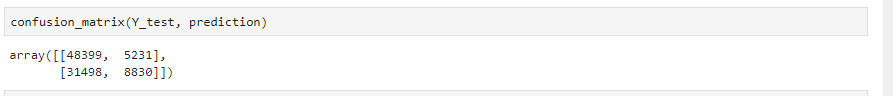 confusion_matrix(Y_test, prediction)
array([[48399,  5231],
       [31498,  8830]])